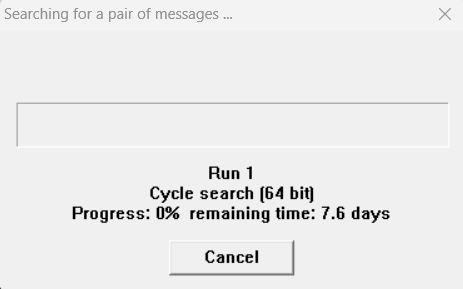 Searching for a pair of messages ...
Run 1
Cycle search (64 bit)
Progress: 0%  remaining time: 7.6 days
Cancel